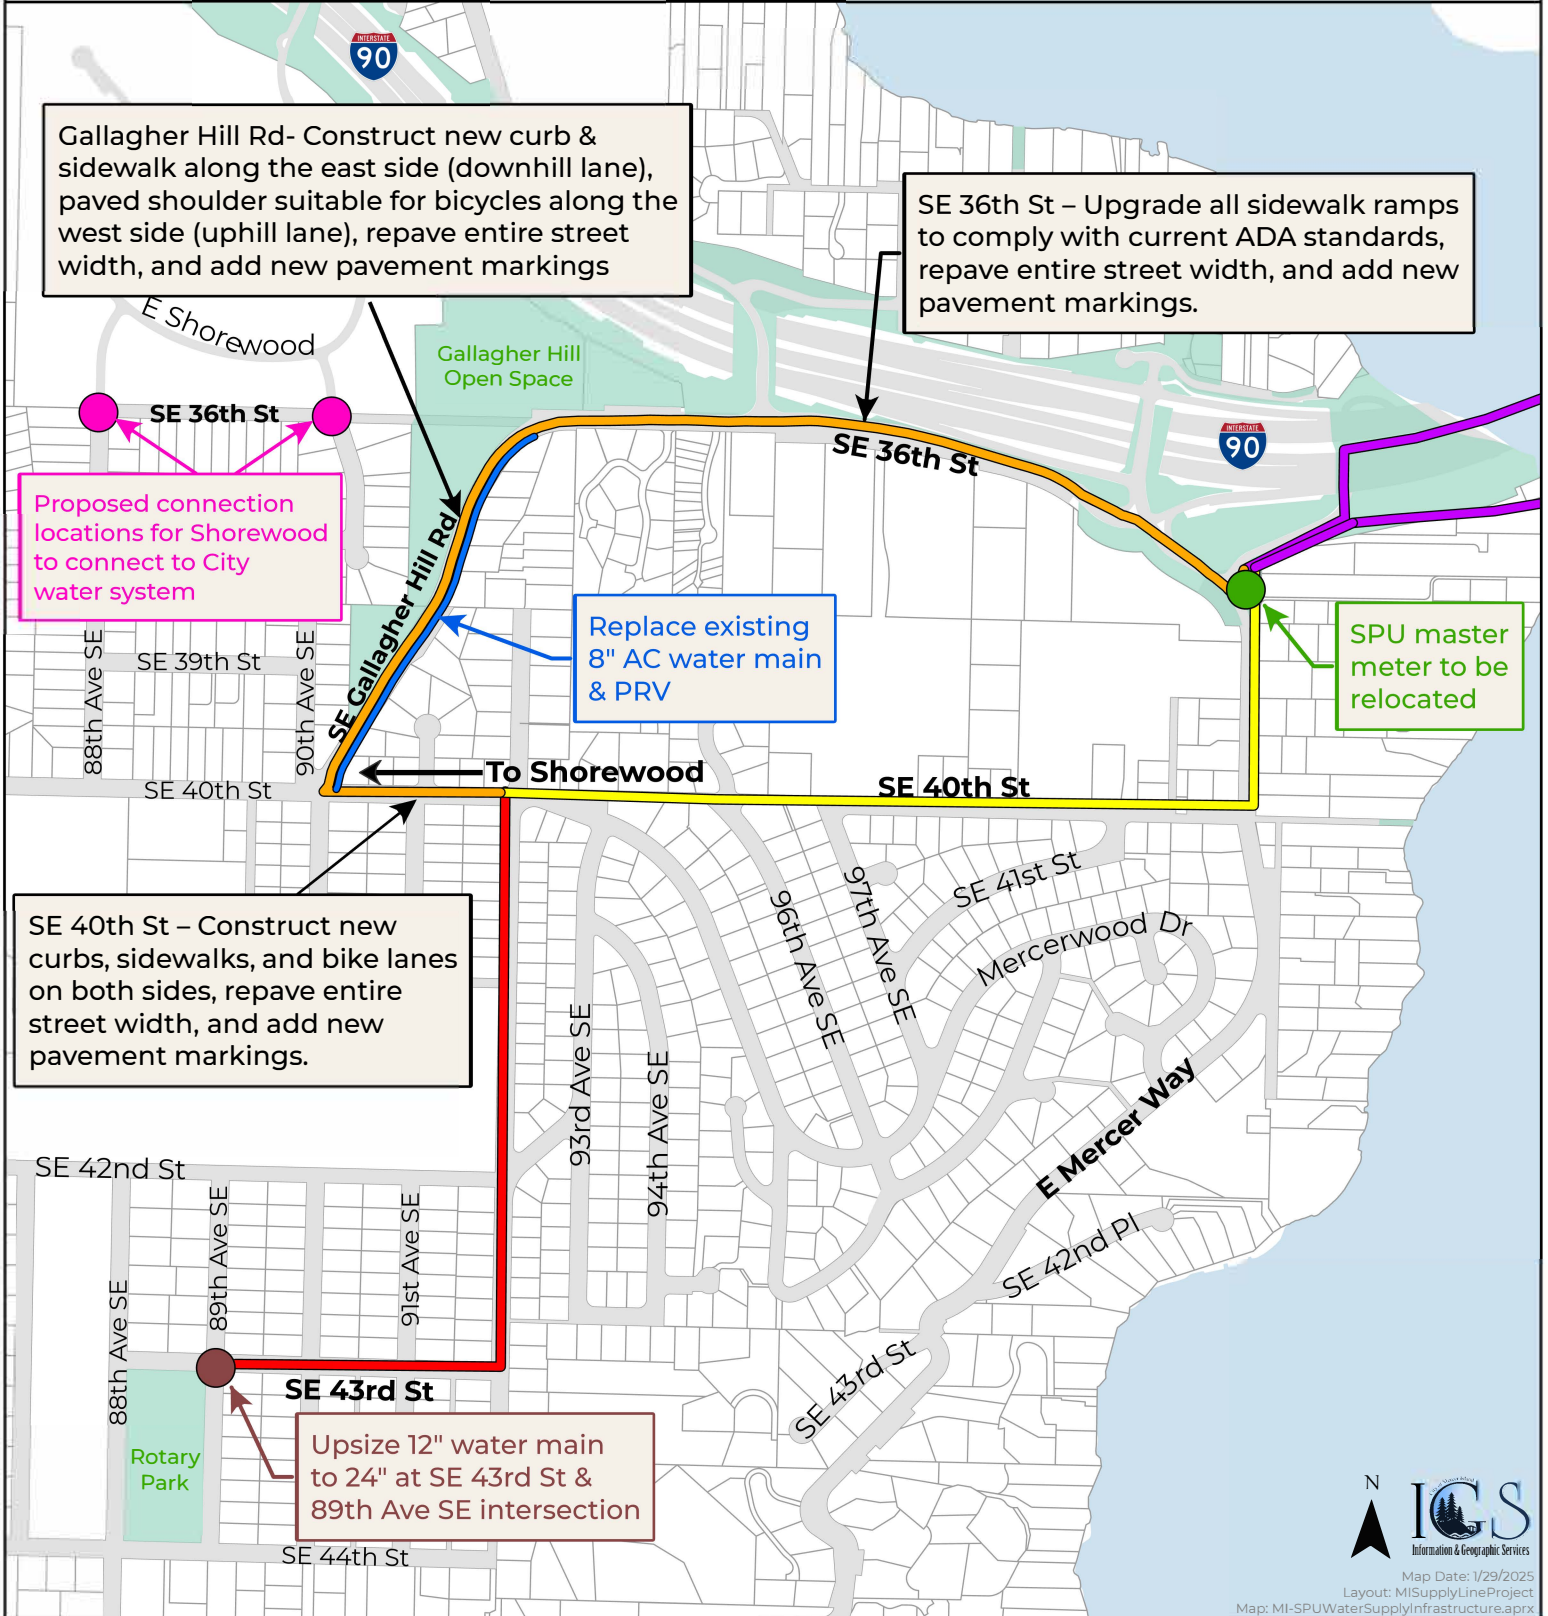 INTERSTATE
90
Gallagher Hill Rd- Construct new curb &
sidewalk along the east side (downhill lane),
paved shoulder suitable for bicycles along the
west side (uphill lane), repave entire street
width, and add new pavement markings
SE 36th St – Upgrade all sidewalk ramps
to comply with current ADA standards,
repave entire street width, and add new
pavement markings.
E Shorewood
Gallagher Hill
Open Space
SE 36th St
SE 36th St
INTERSTATE
90
Proposed connection
locations for Shorewood
to connect to City
water system
SE Gallagher Hill Rd
Replace existing
8" AC water main
& PRV
SPU master
meter to be
relocated
88th Ave SE
SE 39th St
90th Ave SE
To Shorewood
SE 40th St
SE 40th St
SE 40th St – Construct new
curbs, sidewalks, and bike lanes
on both sides, repave entire
street width, and add new
pavement markings.
96th Ave SE
97th Ave SE
SE 41st St
Mercerwood Dr
93rd Ave SE
94th Ave SE
E Mercer Way
SE 42nd St
SE 42nd Pl
88th Ave SE
89th Ave SE
91st Ave SE
SE 43rd St
SE 43rd St
Upsize 12" water main
to 24" at SE 43rd St &
89th Ave SE intersection
Rotary
Park
SE 44th St
N
IGS
Information & Geographic Services
Map Date: 1/29/2025
Layout: MISupplyLineProject
Map: MI-SPUWaterSupplyInfrastructure.aprx